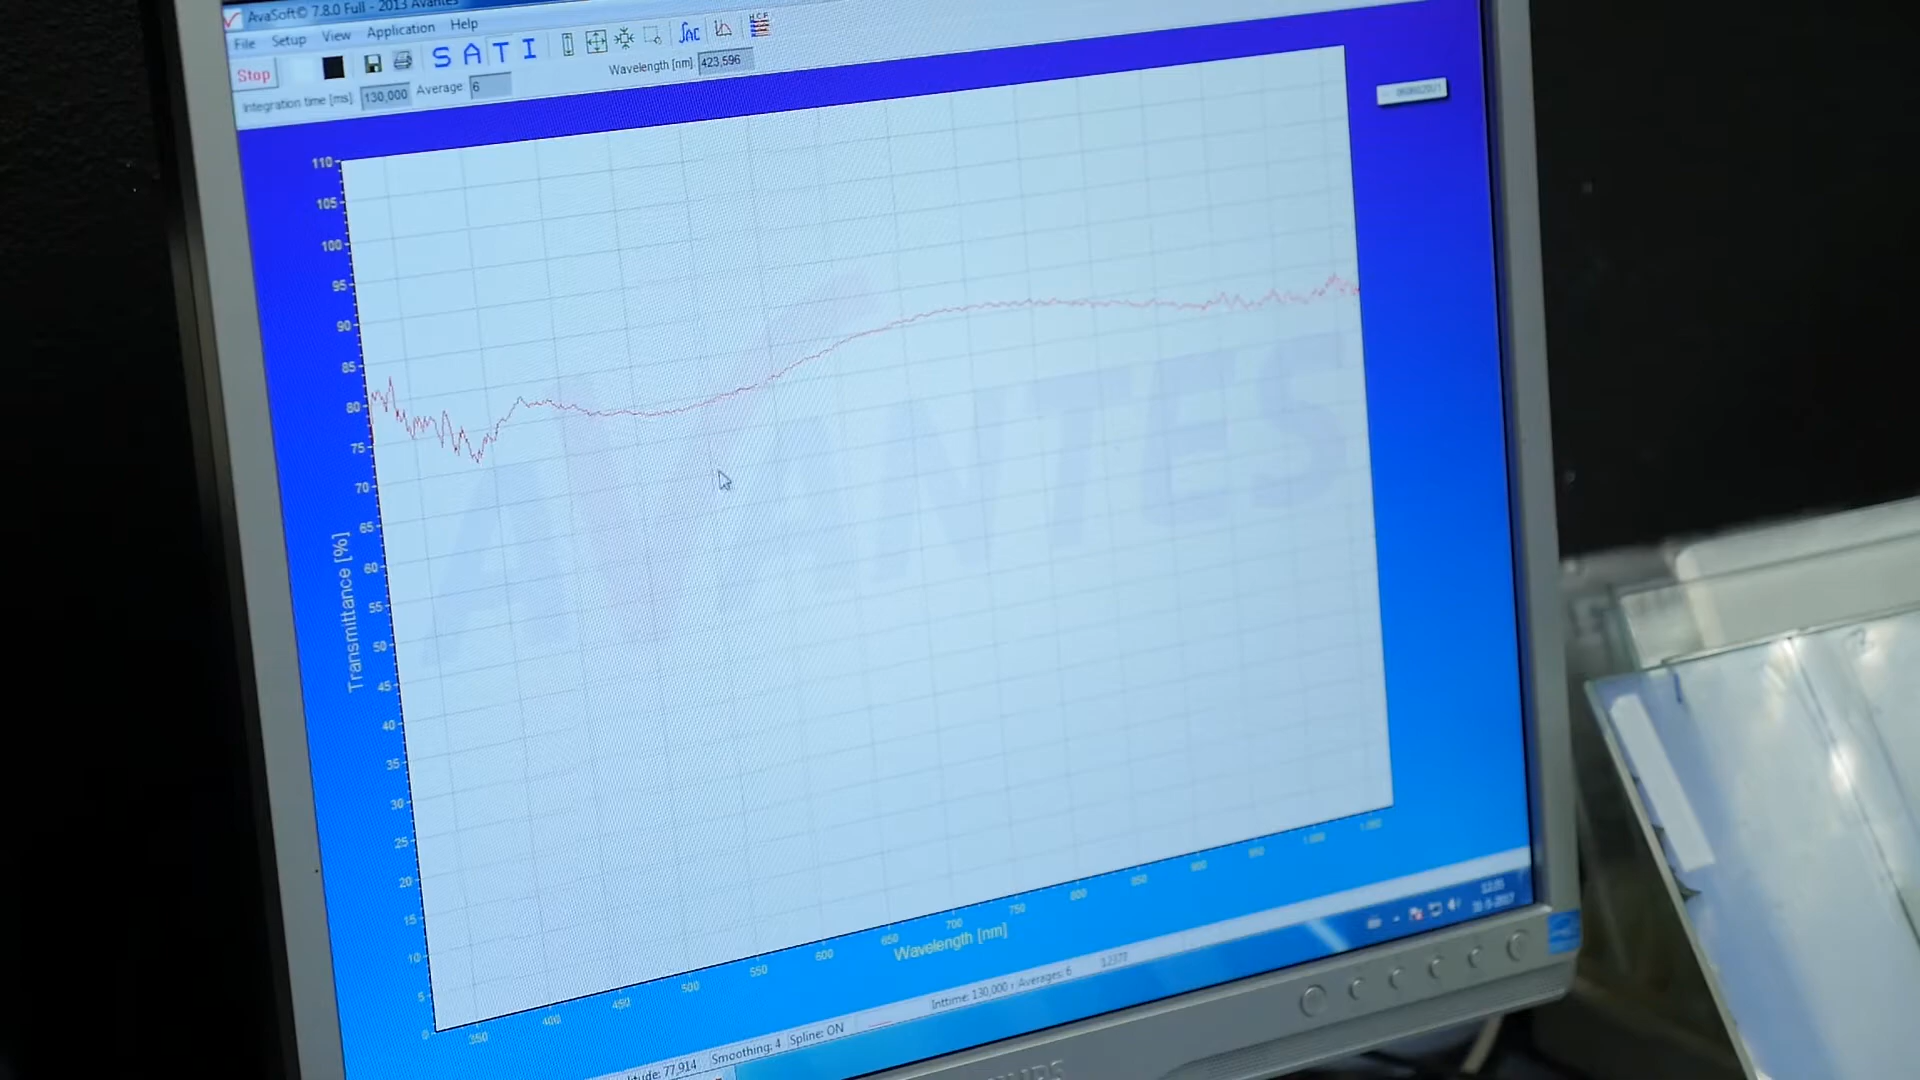 AvaSoft© 7.8.0 Full - 2013 Avantes
File Setup View Application Help
Stop S A T I
Integration time [ms] 130,000 Average 6 Wavelength [nm] 423,596
110
105
100
95
90
85
80
75
70
65
60
55
50
45
40
35
30
25
20
15
10
5
0
Transmittance [%]
AVANTES
350 400 450 500 550 600 650 700 750 800 850 900 950 1.000 1.050
Wavelength [nm]
77,914 Smoothing: 4 Spline: ON Inttime: 130,000 Averages: 6 12377